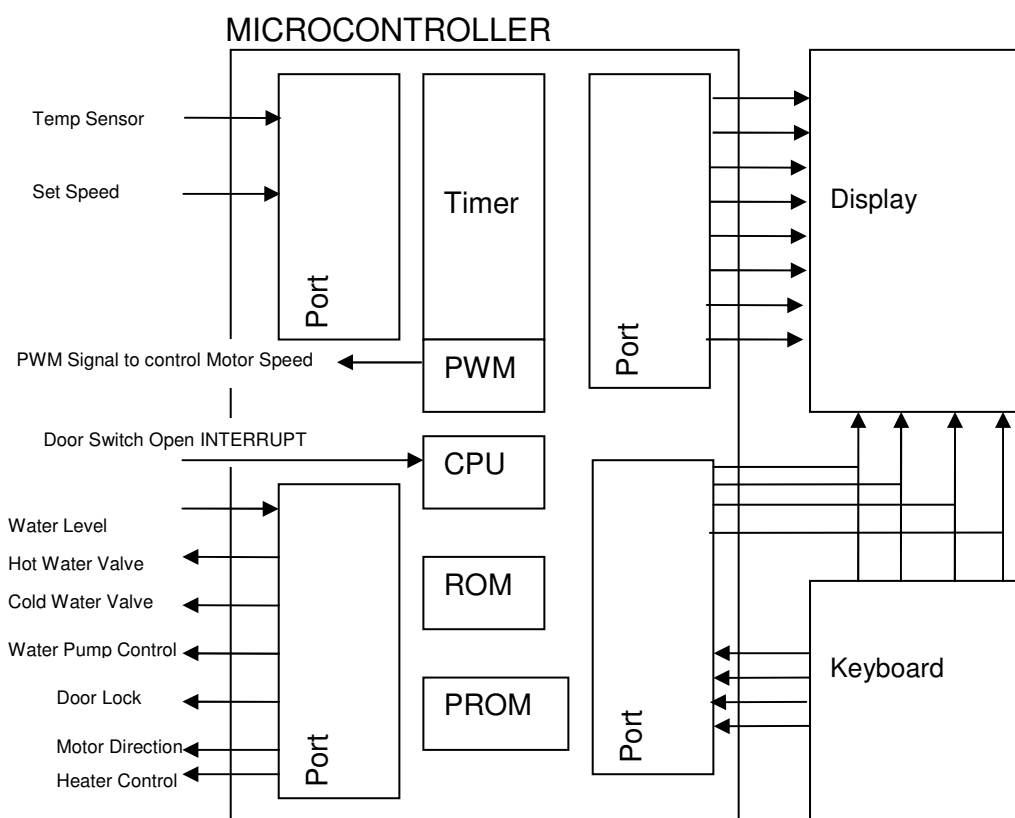 MICROCONTROLLER
Temp Sensor
Set Speed
Port
Timer
Port
Display
PWM Signal to control Motor Speed
PWM
Door Switch Open INTERRUPT
CPU
Water Level
Hot Water Valve
ROM
Cold Water Valve
Water Pump Control
Keyboard
Door Lock
PROM
Port
Port
Motor Direction
Heater Control